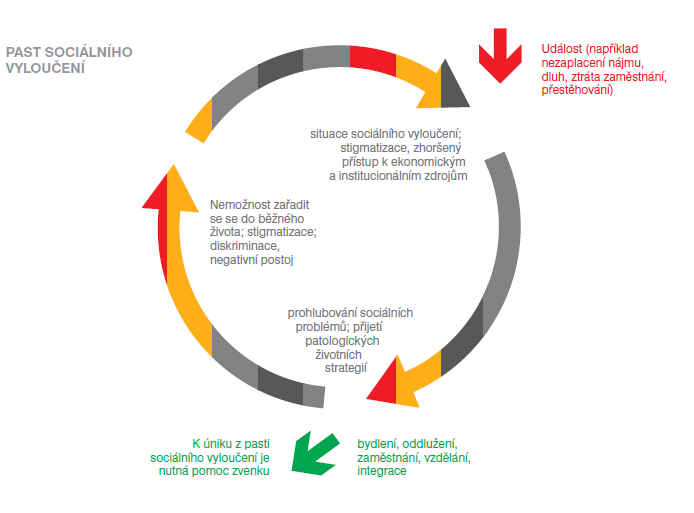 PAST SOCIÁLNÍHO
VYLOUČENÍ
Událost (například
nezaplacení nájmu,
dluh, ztráta zaměstnání,
přestěhování)
situace sociálního vyloučení;
stigmatizace, zhoršený
přístup k ekonomickým
a institucionálním zdrojům
Nemožnost zařadit
se se do běžného
života; stigmatizace;
diskriminace,
negativní postoj
prohlubování sociálních
problémů; přijetí
patologických
životních
strategií
K úniku z pasti
sociálního vyloučení je
nutná pomoc zvenku
bydlení, oddlužení,
zaměstnání, vzdělání,
integrace